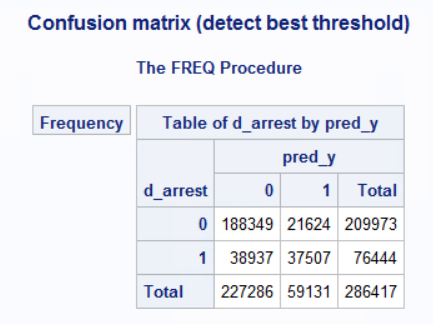 Confusion matrix (detect best threshold)
The FREQ Procedure
Frequency
Table of d_arrest by pred_y
pred_y
d_arrest 0 1 Total
0 188349 21624 209973
1 38937 37507 76444
Total 227286 59131 286417